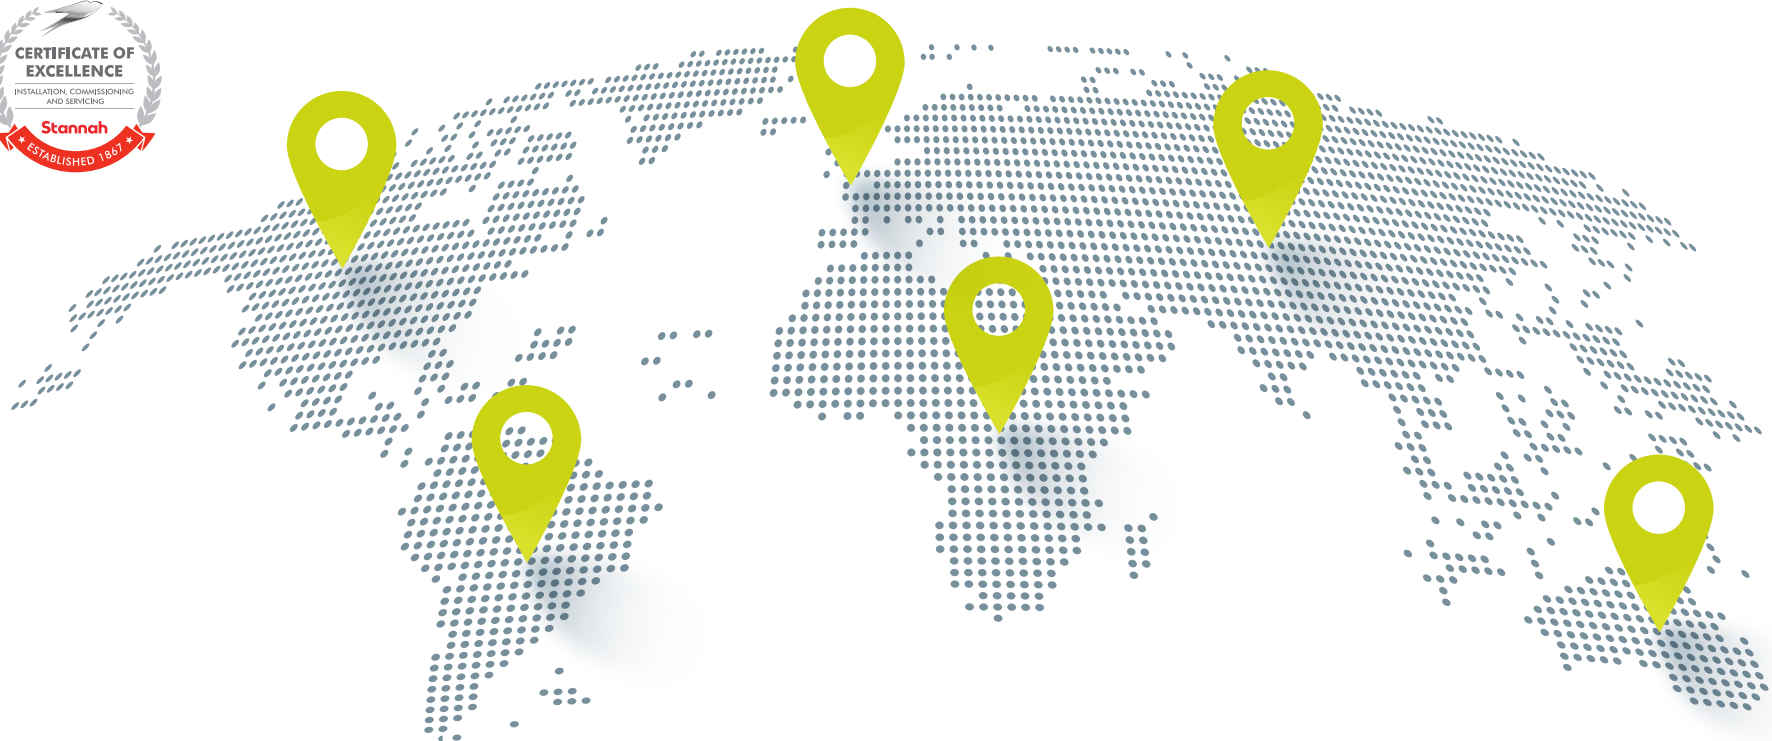 CERTIFICATE OF
EXCELLENCE
INSTALLATION, COMMISSIONING
AND SERVICING
Stannah
ESTABLISHED 1867